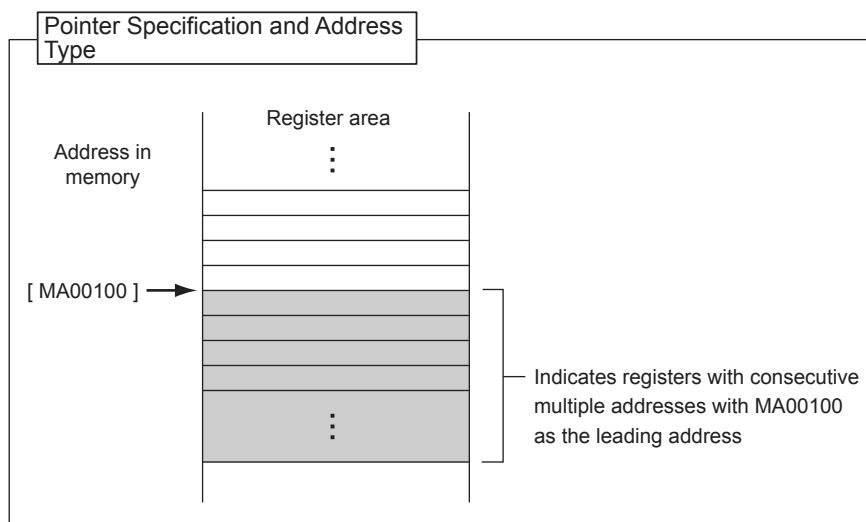 Pointer Specification and Address
Type
Register area
Address in
memory
[ MA00100 ]
Indicates registers with consecutive
multiple addresses with MA00100
as the leading address